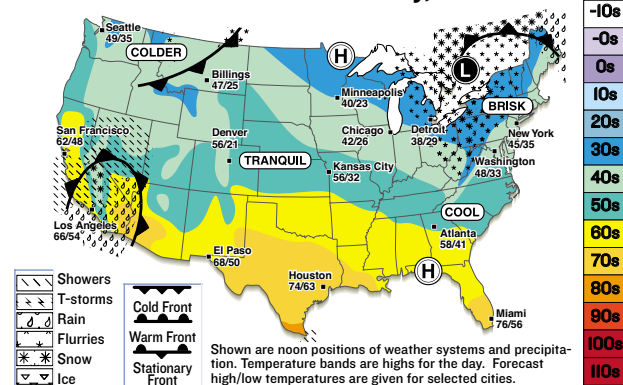 Seattle
49/35
COLDER
Billings
47/25
H
L
Minneapolis
40/23
BRISK
San Francisco
62/48
Denver
56/21
Chicago
42/26
Detroit
38/29
New York
45/35
TRANQUIL
Kansas City
56/32
Washington
48/33
Los Angeles
66/54
COOL
Atlanta
58/41
El Paso
68/50
H
Houston
74/63
Miami
76/56
Showers
T-storms
Rain
Flurries
Snow
Ice
Cold Front
Warm Front
Stationary
Front
Shown are noon positions of weather systems and precipita-
tion. Temperature bands are highs for the day. Forecast
high/low temperatures are given for selected cities.
-10s
-0s
0s
10s
20s
30s
40s
50s
60s
70s
80s
90s
100s
110s